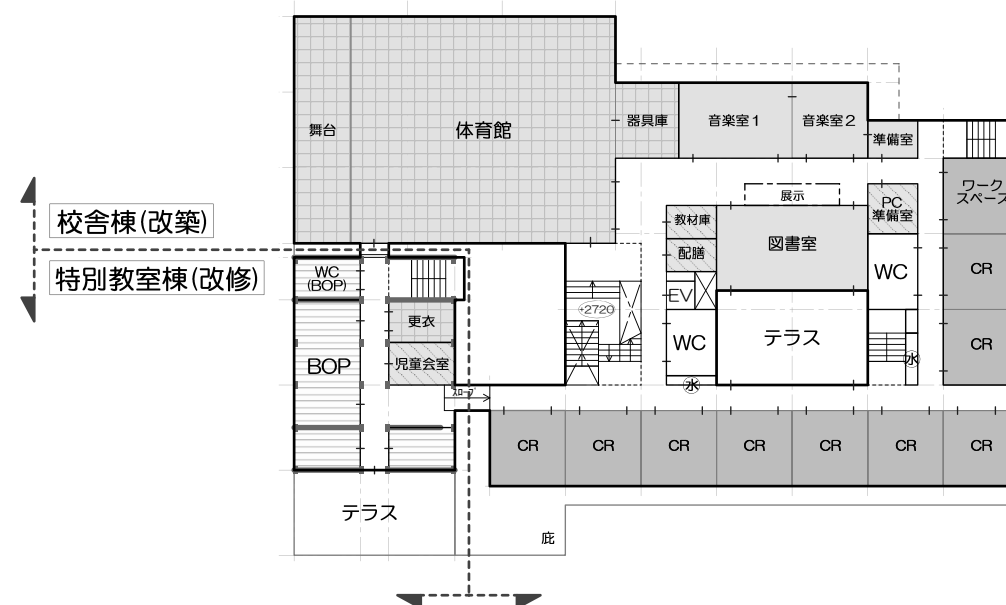 舞台
体育館
器具庫
音楽室1
音楽室2
準備室
ワーク
スペース
校舎棟(改築)
特別教室棟(改修)
展示
PC
準備室
教材庫
図書室
配膳
WC
CR
WC
(BOP)
EV
+2720
更衣
テラス
WC
CR
BOP
児童会室
水
水
スロープ
CR
CR
CR
CR
CR
CR
CR
テラス
庇